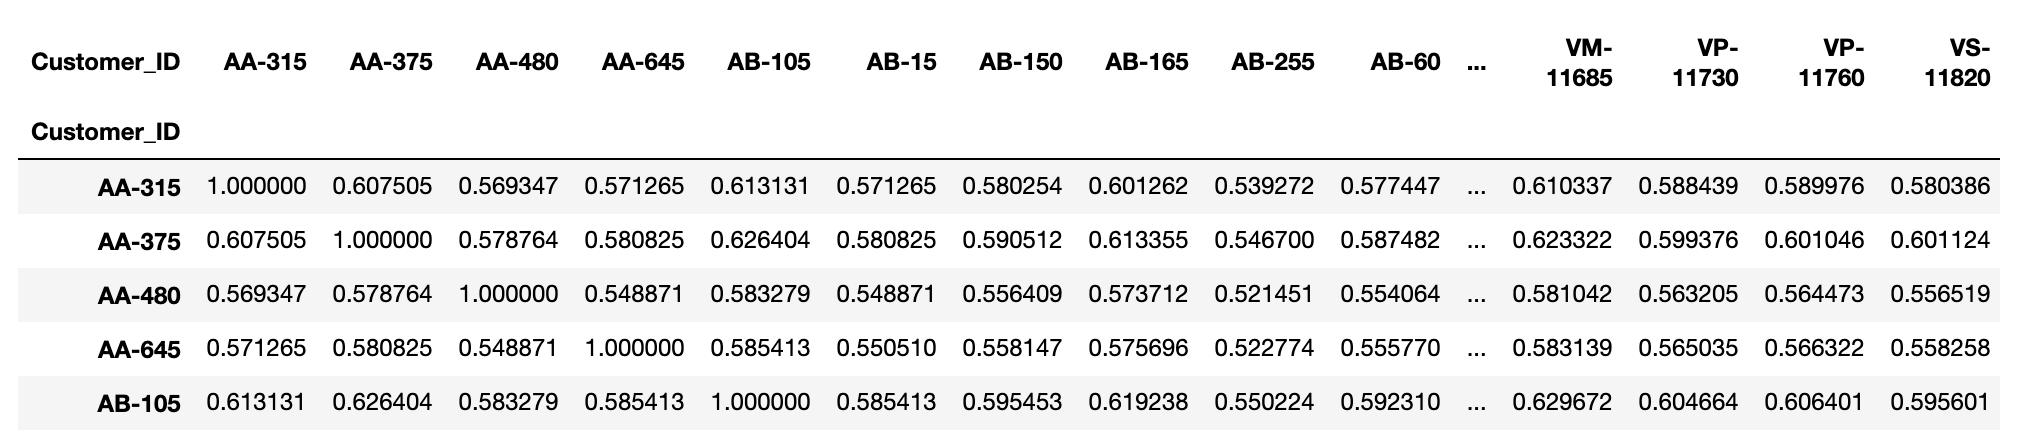 Customer_ID AA-315 AA-375 AA-480 AA-645 AB-105 AB-15 AB-150 AB-165 AB-255 AB-60 ... VM-11685 VP-11730 VP-11760 VS-11820
Customer_ID
AA-315 1.000000 0.607505 0.569347 0.571265 0.613131 0.571265 0.580254 0.601262 0.539272 0.577447 ... 0.610337 0.588439 0.589976 0.580386
AA-375 0.607505 1.000000 0.578764 0.580825 0.626404 0.580825 0.590512 0.613355 0.546700 0.587482 ... 0.623322 0.599376 0.601046 0.601124
AA-480 0.569347 0.578764 1.000000 0.548871 0.583279 0.548871 0.556409 0.573712 0.521451 0.554064 ... 0.581042 0.563205 0.564473 0.556519
AA-645 0.571265 0.580825 0.548871 1.000000 0.585413 0.550510 0.558147 0.575696 0.522774 0.555770 ... 0.583139 0.565035 0.566322 0.558258
AB-105 0.613131 0.626404 0.583279 0.585413 1.000000 0.585413 0.595453 0.619238 0.550224 0.592310 ... 0.629672 0.604664 0.606401 0.595601